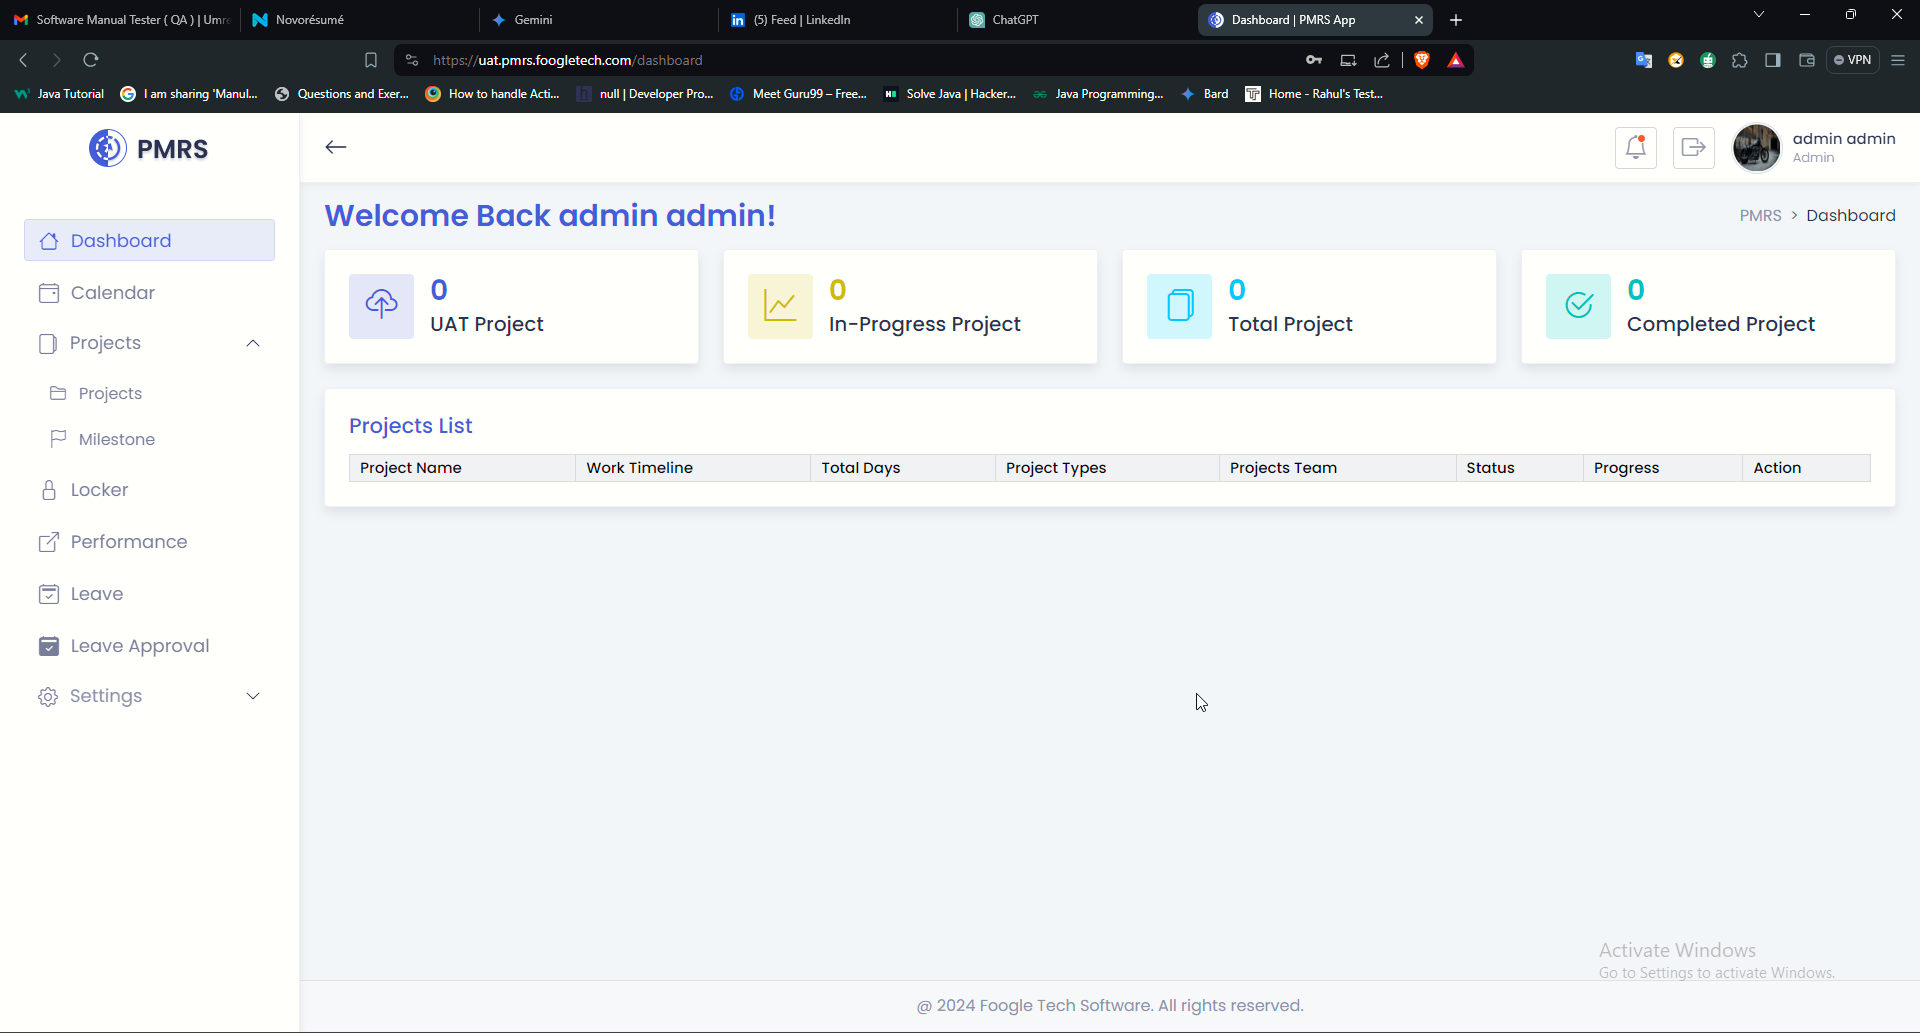 Software Manual Tester ( QA ) | Umre
Novorésumé
Gemini
(5) Feed | LinkedIn
ChatGPT
Dashboard | PMRS App
https://uat.pmrs.foogletech.com/dashboard
VPN
Java Tutorial
I am sharing 'Manul...
Questions and Exer...
How to handle Acti...
null | Developer Pro...
Meet Guru99 – Free...
Solve Java | Hacker...
Java Programming,...
Bard
Home - Rahul's Test...
PMRS
admin admin
Admin
Dashboard
Calendar
Projects
Projects
Milestone
Locker
Performance
Leave
Leave Approval
Settings
Welcome Back admin admin!
PMRS > Dashboard
0
UAT Project
0
In-Progress Project
0
Total Project
0
Completed Project
Projects List
Project Name Work Timeline Total Days Project Types Projects Team Status Progress Action
Activate Windows
Go to Settings to activate Windows.
@ 2024 Foogle Tech Software. All rights reserved.